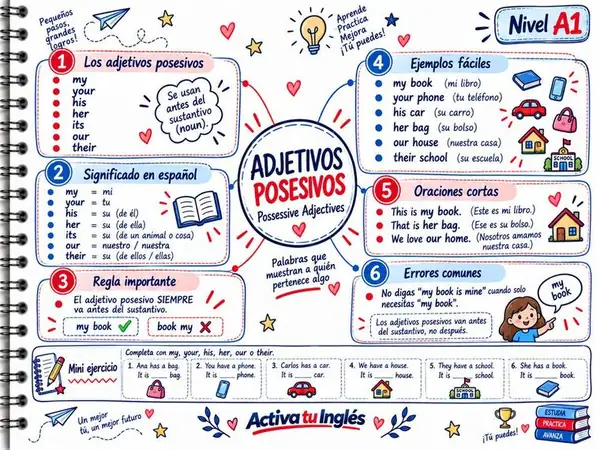 Pequeños
pasos,
grandes
logros!
Aprende
Practica
Mejora
¡Tú puedes!
Nivel A1
1 Los adjetivos posesivos
my
your
his
her
its
our
their
Se usan
antes del
sustantivo
(noun).
2 Significado en español
my = mi
your = tu
his = su (de él)
her = su (de ella)
its = su (de un animal o cosa)
our = nuestro / nuestra
their = su (de ellos / ellas)
3 Regla importante
El adjetivo posesivo SIEMPRE
va antes del sustantivo.
my book
book my
ADJETIVOS
POSESIVOS
Possessive Adjectives
Palabras que
muestran a quién
pertenece algo
4 Ejemplos fáciles
my book (mi libro)
your phone (tu teléfono)
his car (su carro)
her bag (su bolso)
our house (nuestra casa)
their school (su escuela)
SCHOOL
5 Oraciones cortas
This is my book. (Este es mi libro.)
That is her bag. (Ese es su bolso.)
We love our home. (Nosotros amamos
nuestra casa.)
6 Errores comunes
No digas "my book is mine" cuando solo
necesitas "my book".
Los adjetivos posesivos van antes
del sustantivo, no después.
my
book
Mini ejercicio
Completa con my, your, his, her, our o their.
1. Ana has a bag.
It is ____ bag.
2. You have a phone.
It is ____ phone.
3. Carlos has a car.
It is ____ car.
4. We have a house.
It is ____ house.
5. They have a school.
It is ____ school.
SCHOOL
6. She has a book.
It is ____ book.
Un mejor
tú, un mejor futuro
Activa tu Inglés
¡Tú puedes!
ESTUDIA
PRACTICA
AVANZA